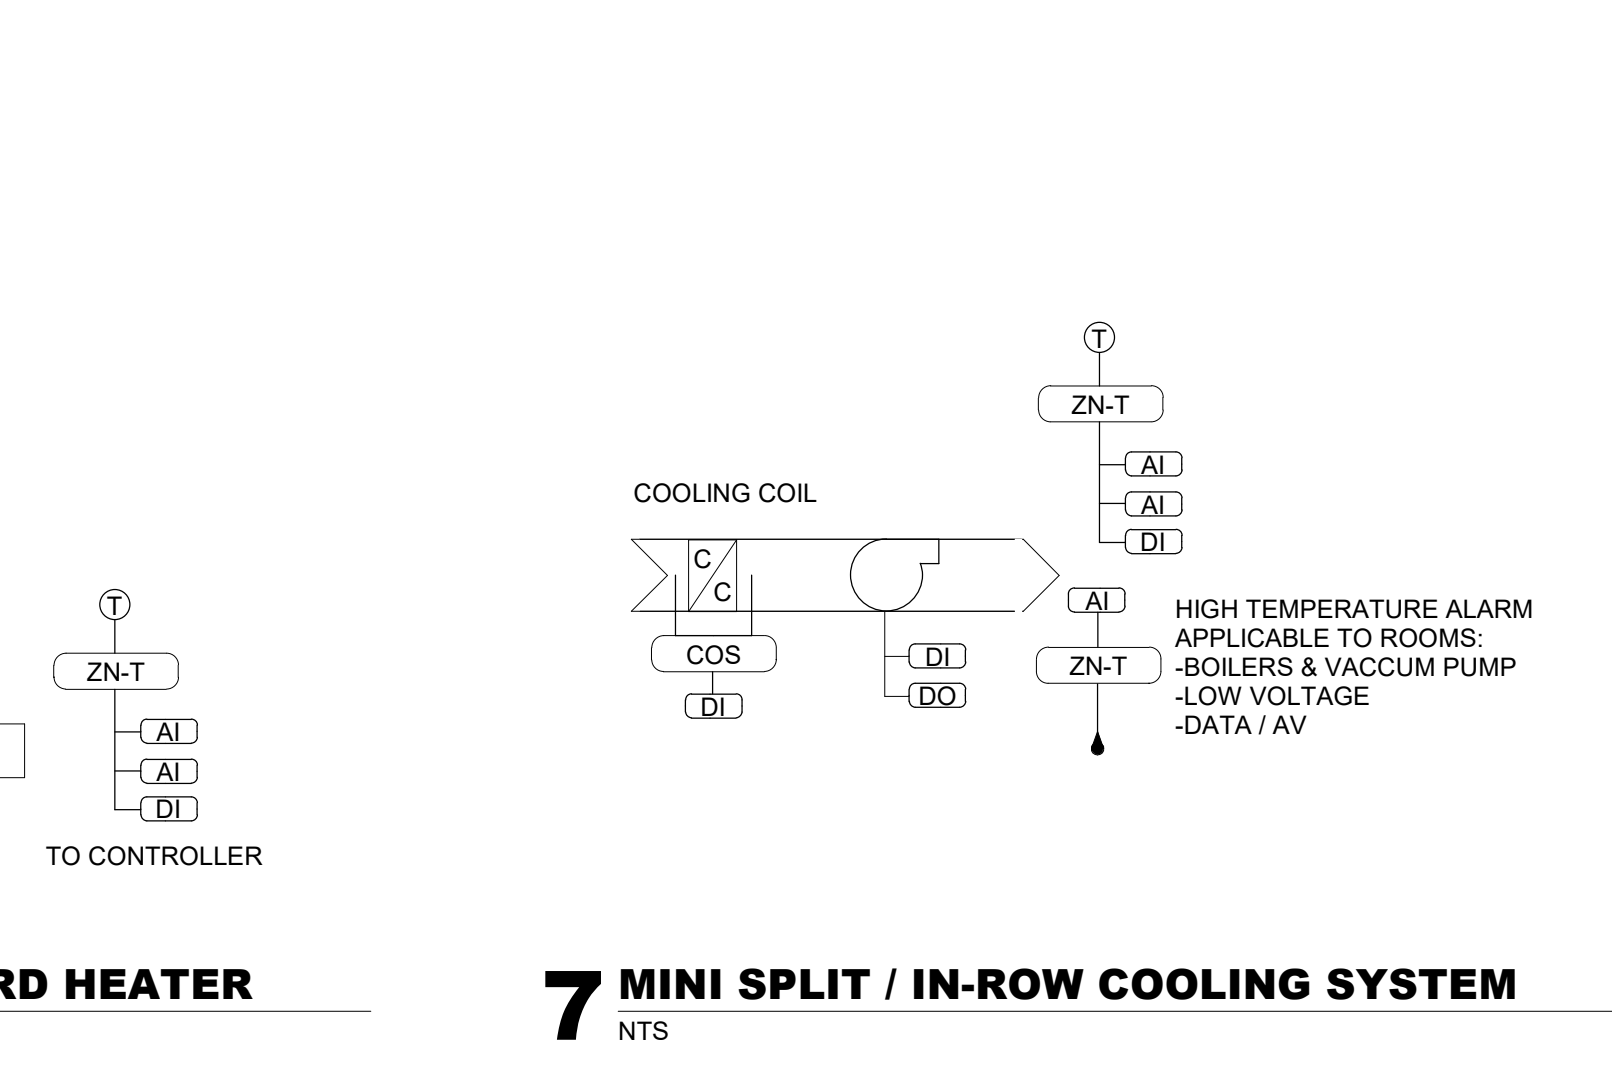 T
ZN-T
AI
AI
DI
TO CONTROLLER
RD HEATER
T
ZN-T
AI
AI
DI
COOLING COIL
C
C
COS
DI
DI
DO
AI
ZN-T
HIGH TEMPERATURE ALARM
APPLICABLE TO ROOMS:
-BOILERS & VACCUM PUMP
-LOW VOLTAGE
-DATA / AV
7 MINI SPLIT / IN-ROW COOLING SYSTEM
NTS